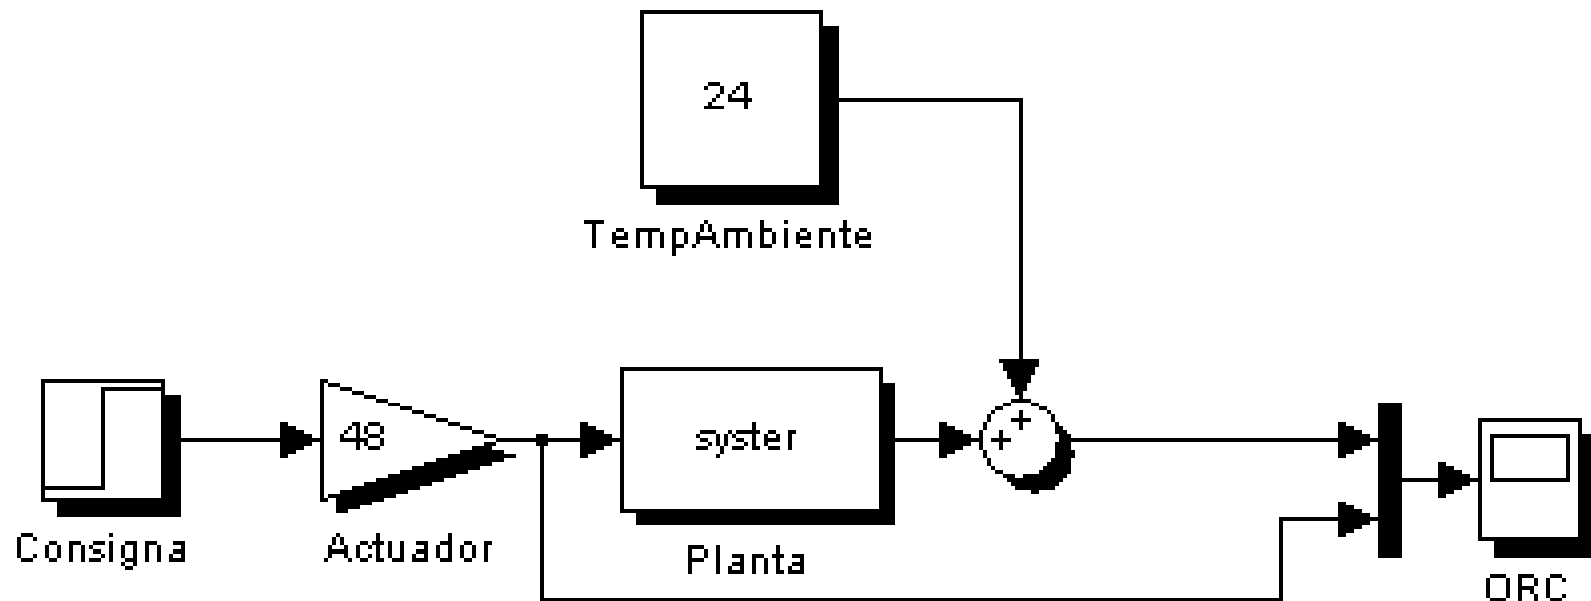 24
TempAmbiente
48
syster
+
+
Consigna
Actuador
Planta
ORC